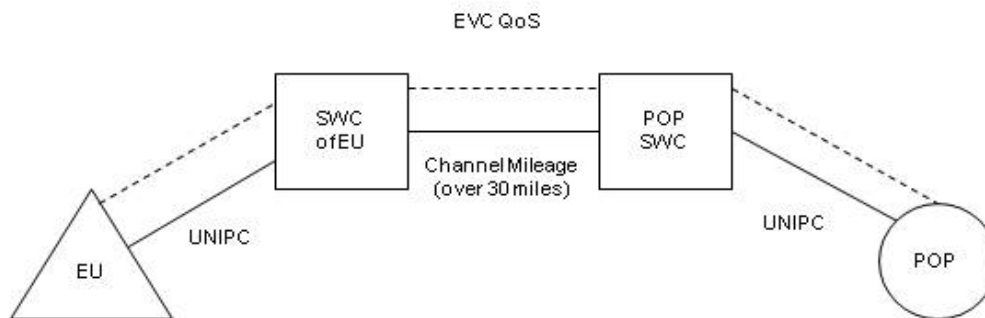 EVC QoS
SWC
of EU
POP
SWC
Channel Mileage
(over 30 miles)
UNIPC
UNIPC
EU
POP